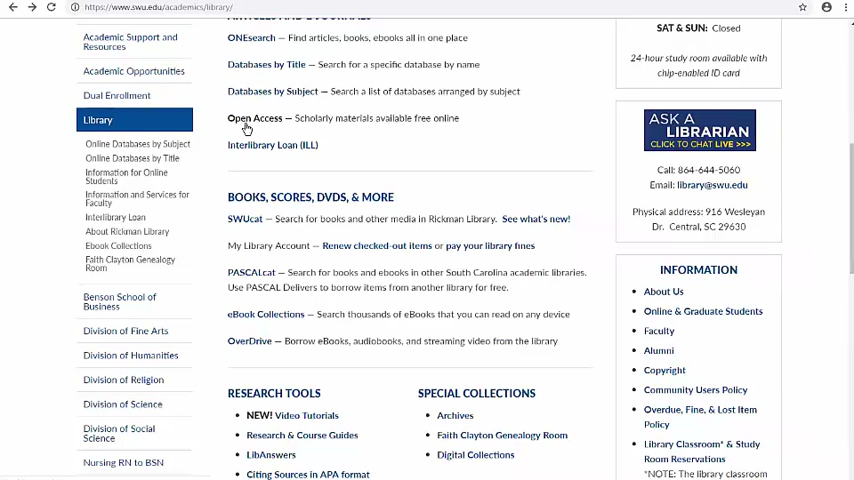 https://www.swu.edu/academics/library/
ARTICLES AND E-JOURNALS
Academic Support and
Resources
Academic Opportunities
Dual Enrollment
Library
Online Databases by Subject
Online Databases by Title
Information for Online
Students
Information and Services for
Faculty
Interlibrary Loan
About Rickman Library
Ebook Collections
Faith Clayton Genealogy
Room
Benson School of
Business
Division of Fine Arts
Division of Humanities
Division of Religion
Division of Science
Division of Social
Science
Nursing RN to BSN
ONEsearch — Find articles, books, ebooks all in one place
Databases by Title — Search for a specific database by name
Databases by Subject — Search a list of databases arranged by subject
Open Access — Scholarly materials available free online
Interlibrary Loan (ILL)
BOOKS, SCORES, DVDS, & MORE
SWUcat — Search for books and other media in Rickman Library. See what's new!
My Library Account — Renew checked-out items or pay your library fines
PASCALcat — Search for books and ebooks in other South Carolina academic libraries.
Use PASCAL Delivers to borrow items from another library for free.
eBook Collections — Search thousands of eBooks that you can read on any device
OverDrive — Borrow eBooks, audiobooks, and streaming video from the library
RESEARCH TOOLS
NEW! Video Tutorials
Research & Course Guides
LibAnswers
Citing Sources in APA format
SPECIAL COLLECTIONS
Archives
Faith Clayton Genealogy Room
Digital Collections
SAT & SUN: Closed
24-hour study room available with
chip-enabled ID card
ASK A
LIBRARIAN
CLICK TO CHAT LIVE >>>
Call: 864-644-5060
Email: library@swu.edu
Physical address: 916 Wesleyan
Dr. Central, SC 29630
INFORMATION
About Us
Online & Graduate Students
Faculty
Alumni
Copyright
Community Users Policy
Overdue, Fine, & Lost Item
Policy
Library Classroom* & Study
Room Reservations
*NOTE: The library classroom